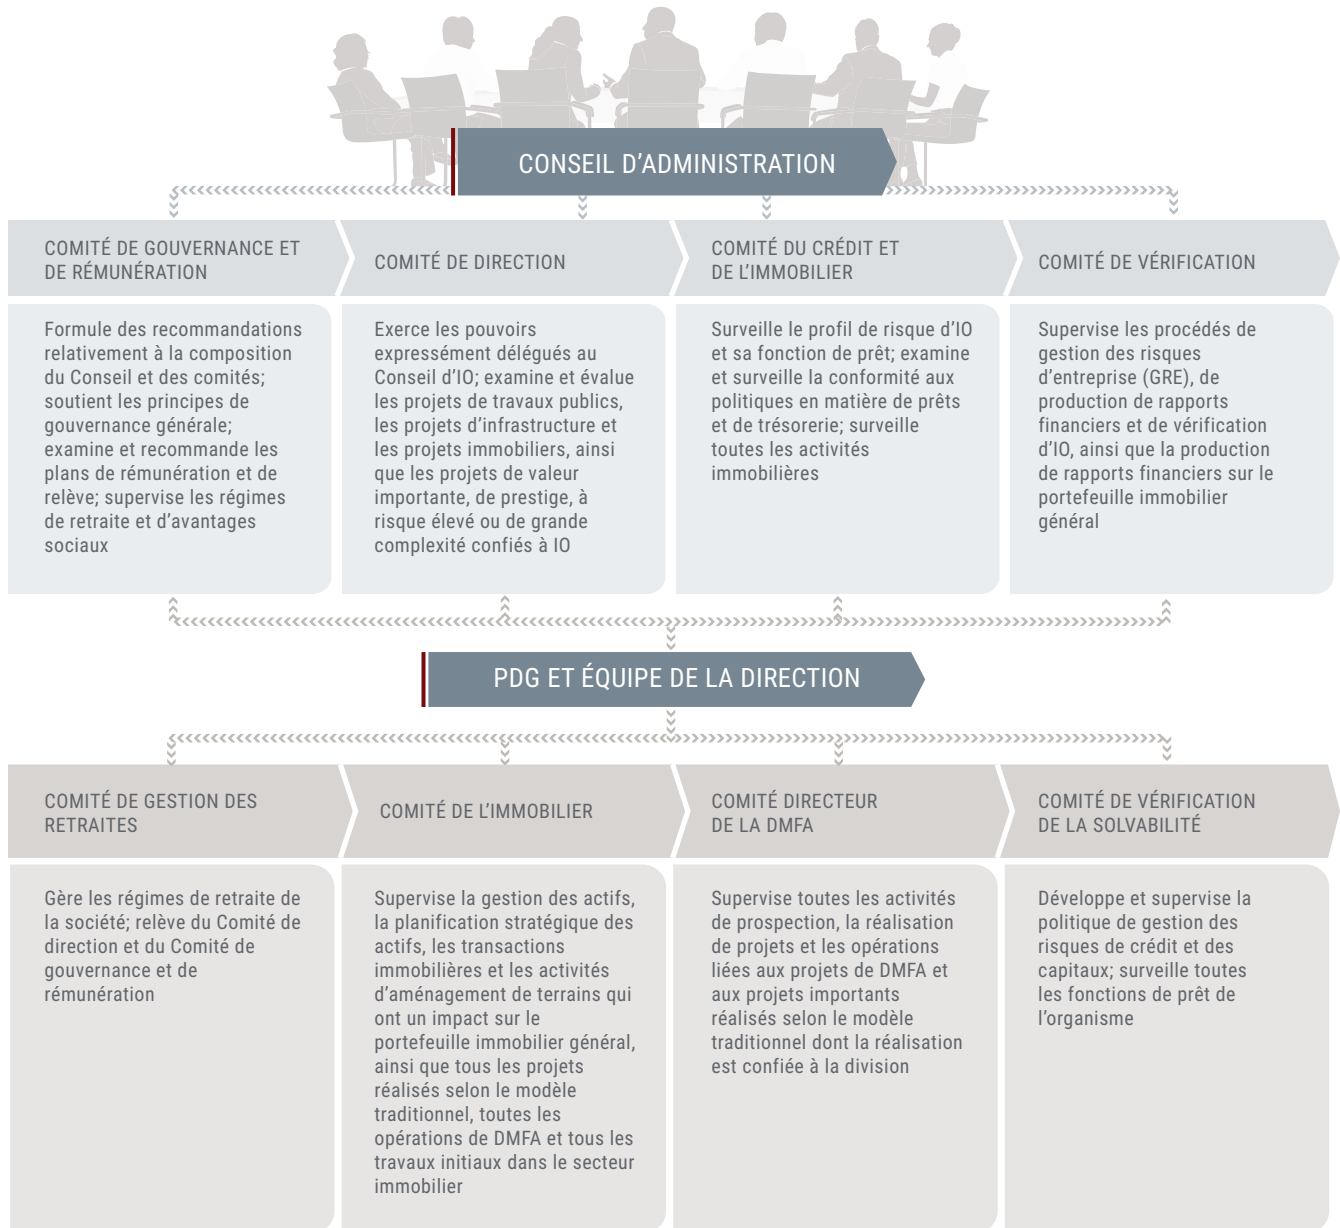 CONSEIL D'ADMINISTRATION
COMITÉ DE GOUVERNANCE ET
DE RÉMUNÉRATION
Formule des recommandations
relativement à la composition
du Conseil et des comités;
soutient les principes de
gouvernance générale;
examine et recommande les
plans de rémunération et de
relève; supervise les régimes
de retraite et d'avantages
sociaux
COMITÉ DE DIRECTION
Exerce les pouvoirs
expressément délégués au
Conseil d'IO; examine et évalue
les projets de travaux publics,
les projets d'infrastructure et
les projets immobiliers, ainsi
que les projets de valeur
importante, de prestige, à
risque élevé ou de grande
complexité confiés à IO
COMITÉ DU CRÉDIT ET
DE L'IMMOBILIER
Surveille le profil de risque d'IO
et sa fonction de prêt; examine
et surveille la conformité aux
politiques en matière de prêts
et de trésorerie; surveille
toutes les activités
immobilières
COMITÉ DE VÉRIFICATION
Supervise les procédés de
gestion des risques
d'entreprise (GRE), de
production de rapports
financiers et de vérification
d'IO, ainsi que la production
de rapports financiers sur le
portefeuille immobilier
général
PDG ET ÉQUIPE DE LA DIRECTION
COMITÉ DE GESTION DES
RETRAITES
Gère les régimes de retraite de
la société; relève du Comité de
direction et du Comité de
gouvernance et de
rémunération
COMITÉ DE L'IMMOBILIER
Supervise la gestion des actifs,
la planification stratégique des
actifs, les transactions
immobilières et les activités
d'aménagement de terrains qui
ont un impact sur le
portefeuille immobilier général,
ainsi que tous les projets
réalisés selon le modèle
traditionnel, toutes les
opérations de DMFA et tous les
travaux initiaux dans le secteur
immobilier
COMITÉ DIRECTEUR
DE LA DMFA
Supervise toutes les activités
de prospection, la réalisation
de projets et les opérations
liées aux projets de DMFA et
aux projets importants
réalisés selon le modèle
traditionnel dont la réalisation
est confiée à la division
COMITÉ DE VÉRIFICATION
DE LA SOLVABILITÉ
Développe et supervise la
politique de gestion des
risques de crédit et des
capitaux; surveille toutes
les fonctions de prêt de
l'organisme